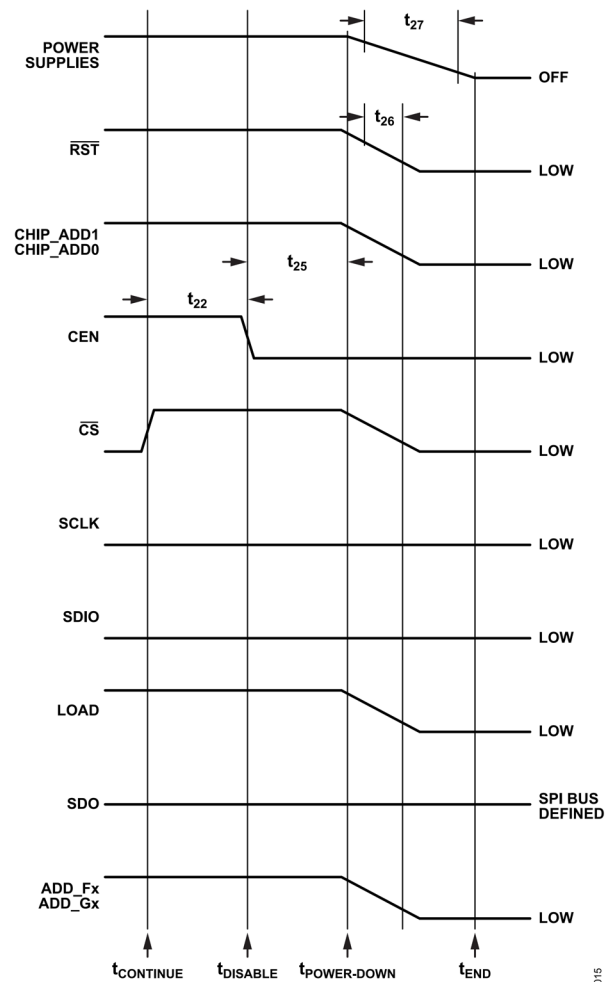 t27
POWER
SUPPLIES
OFF
t26
RST
LOW
CHIP_ADD1
CHIP_ADD0
t25
LOW
t22
CEN
LOW
CS
LOW
SCLK
LOW
SDIO
LOW
LOAD
LOW
SDO
SPI BUS
DEFINED
ADD_Fx
ADD_Gx
LOW
tCONTINUE tDISABLE tPOWER-DOWN tEND
015